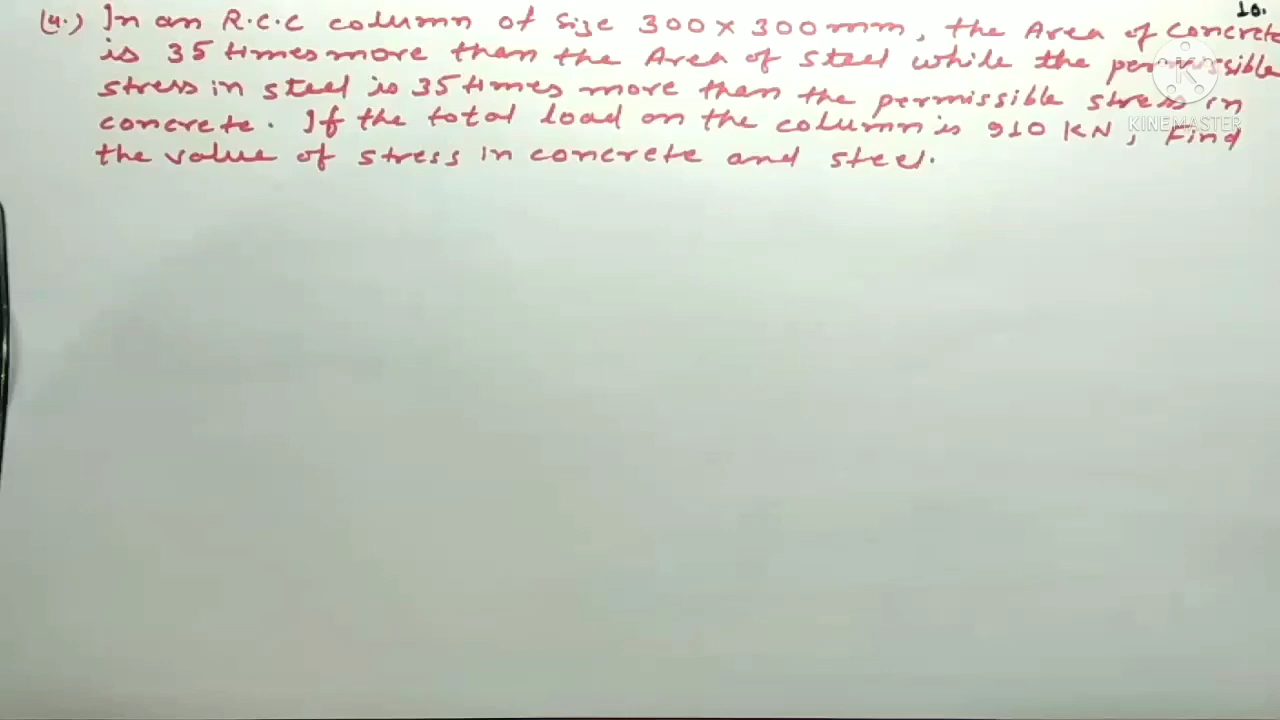 10.
(4.) In an R.C.C column of size 300 × 300 mm, the Area of concrete
is 35 times more than the Area of steel while the permissible
stress in steel is 35 times more than the permissible stress in
concrete. If the total load on the column is 910 KN, Find
the value of stress in concrete and steel.
KINEMASTER